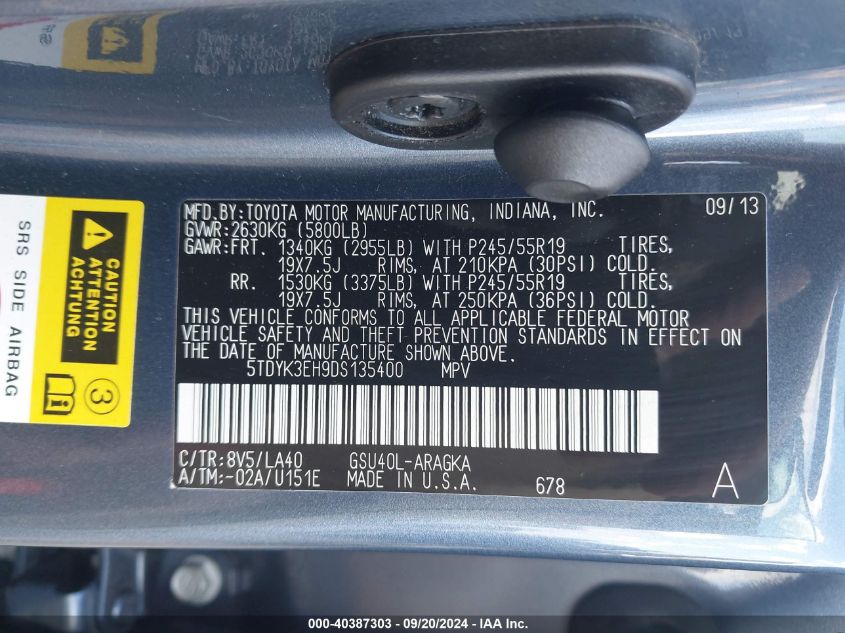 MFD.BY:TOYOTA MOTOR MANUFACTURING, INDIANA, INC. 09/13
GVWR:2630KG (5800LB)
GAWR:FRT. 1340KG (2955LB) WITH P245/55R19 TIRES,
19X7.5J RIMS, AT 210KPA (30PSI) COLD.
RR. 1530KG (3375LB) WITH P245/55R19 TIRES,
19X7.5J RIMS, AT 250KPA (36PSI) COLD.
THIS VEHICLE CONFORMS TO ALL APPLICABLE FEDERAL MOTOR
VEHICLE SAFETY AND THEFT PREVENTION STANDARDS IN EFFECT ON
THE DATE OF MANUFACTURE SHOWN ABOVE.
5TDYK3EH9DS135400 MPV
C/TR:8V5/LA40 GSU40L-ARAGKA
A/TM:-02A/U151E MADE IN U.S.A. 678 A
SRS SIDE AIRBAG
CAUTION
ATTENTION
ACHTUNG
3
000-40387303 - 09/20/2024 - IAA Inc.